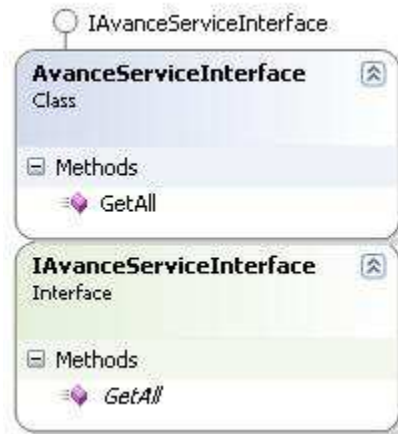 IAvanceServiceInterface
AvanceServiceInterface
Class
Methods
GetAll
IAvanceServiceInterface
Interface
Methods
GetAll